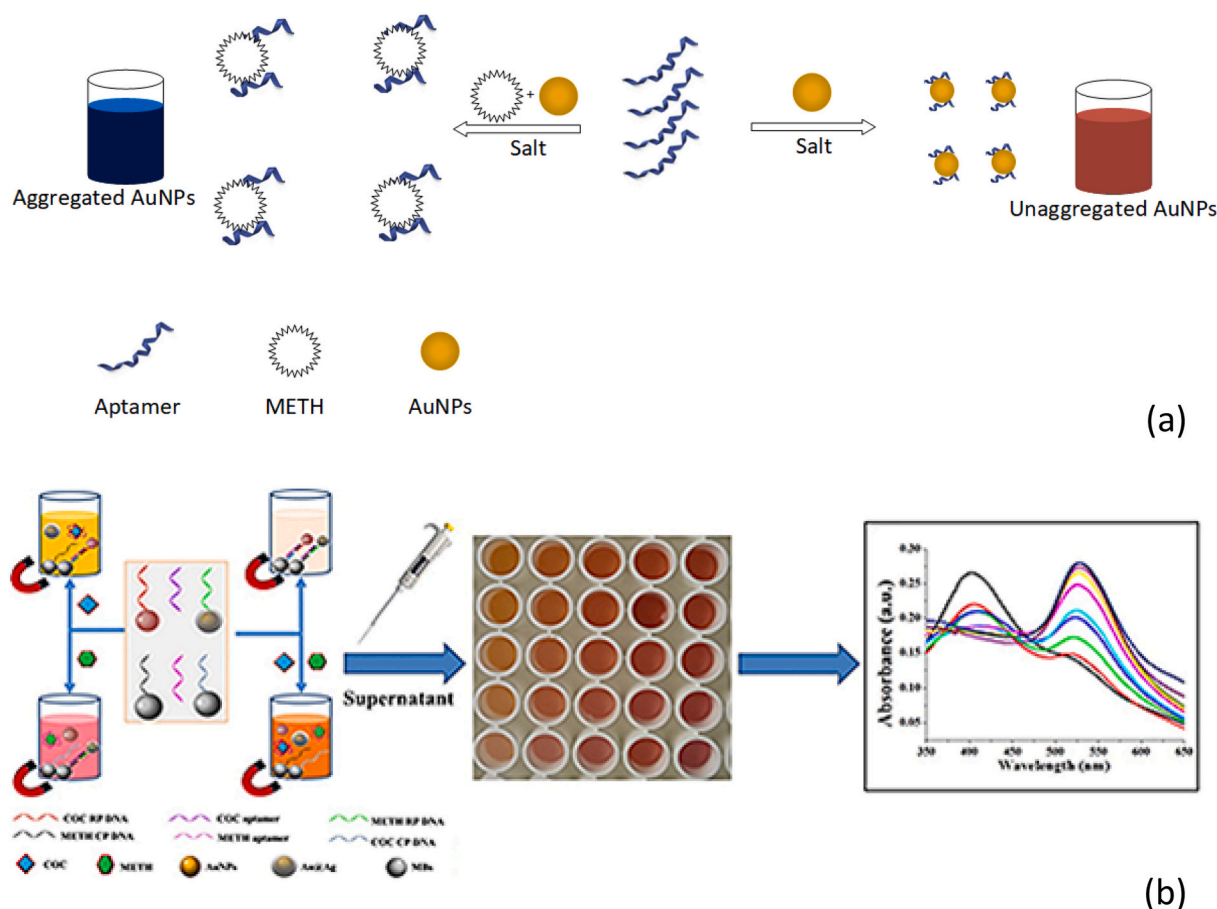 Aggregated AuNPs
+
Salt
Salt
Unaggregated AuNPs
Aptamer
METH
AuNPs
(a)
Supernatant
Absorbance (a.u.)
0.30
0.25
0.20
0.15
0.10
0.05
350 400 450 500 550 600 650
Wavelength (nm)
COC RP DNA
COC aptamer
METH RP DNA
METH CP DNA
METH aptamer
COC CP DNA
COC
METH
AuNPs
Au@Ag
MBs
(b)